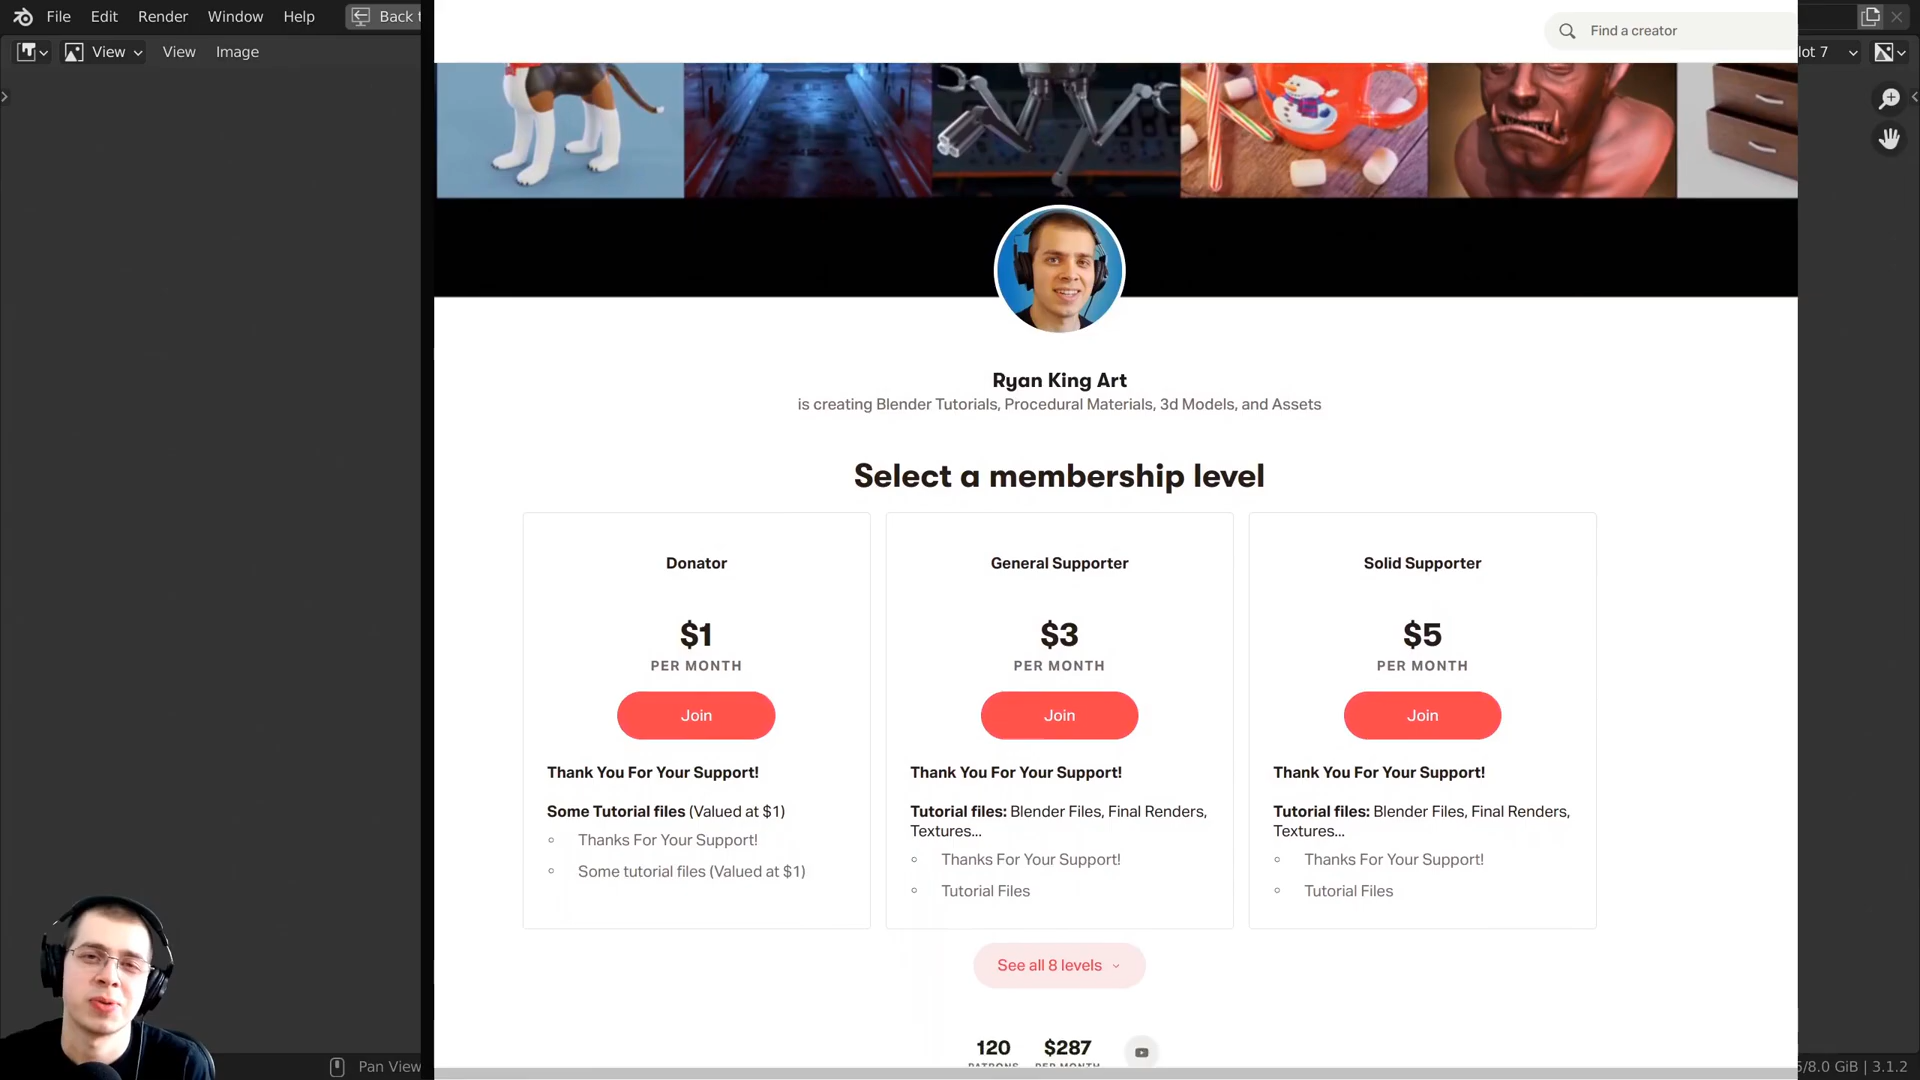 File Edit Render Window Help Back t
Find a creator
View View Image
lot 7
Ryan King Art
is creating Blender Tutorials, Procedural Materials, 3d Models, and Assets
Select a membership level
Donator
$1
PER MONTH
Join
Thank You For Your Support!
Some Tutorial files (Valued at $1)
Thanks For Your Support!
Some tutorial files (Valued at $1)
General Supporter
$3
PER MONTH
Join
Thank You For Your Support!
Tutorial files: Blender Files, Final Renders,
Textures...
Thanks For Your Support!
Tutorial Files
Solid Supporter
$5
PER MONTH
Join
Thank You For Your Support!
Tutorial files: Blender Files, Final Renders,
Textures...
Thanks For Your Support!
Tutorial Files
See all 8 levels
120 $287
PATRONS PER MONTH
Pan View
/8.0 GiB | 3.1.2